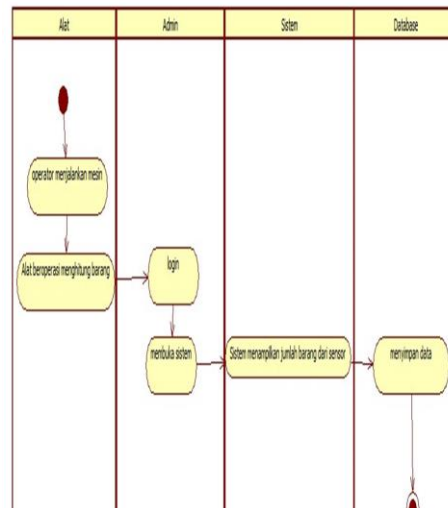 Alat
Admin
Sistem
Database
operator menjalankan mesin
Alat beroperasi menghitung barang
login
membuka sistem
Sistem menampilkan jumlah barang dari sensor
menyimpan data